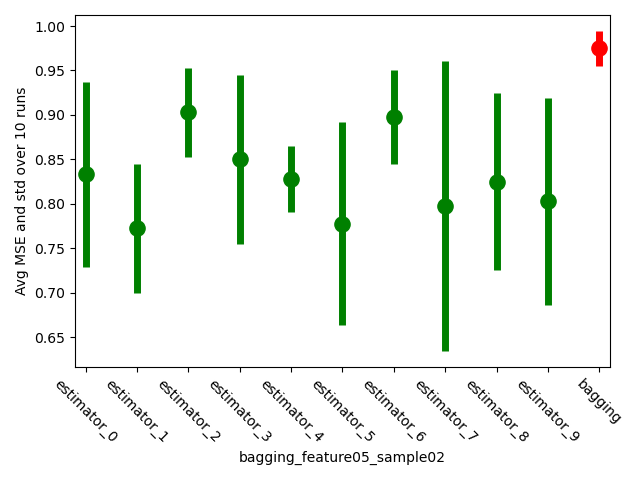 1.00
0.95
0.90
0.85
0.80
0.75
0.70
0.65
Avg MSE and std over 10 runs
estimator_0
estimator_1
estimator_2
estimator_3
estimator_4
estimator_5
estimator_6
estimator_7
estimator_8
estimator_9
bagging
bagging_feature05_sample02